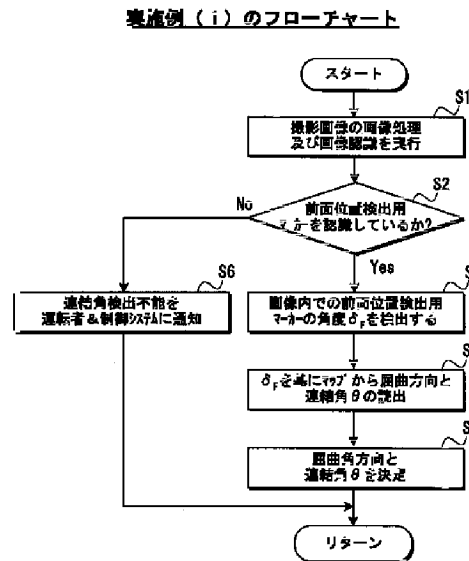 実施例（ⅰ）のフローチャート
スタート
S1
撮影画像の画像処理
及び画像認識を実行
S2
前面位置検出用
マーカーを認識しているか?
No
Yes
S6
連結角検出不能を
運転者&制御システムに通知
S
画像内での前面位置検出用
マーカーの角度δFを検出する
S
δFを基にマップから屈曲方向と
連結角θの読出
S
屈曲角方向と
連結角θを決定
リターン